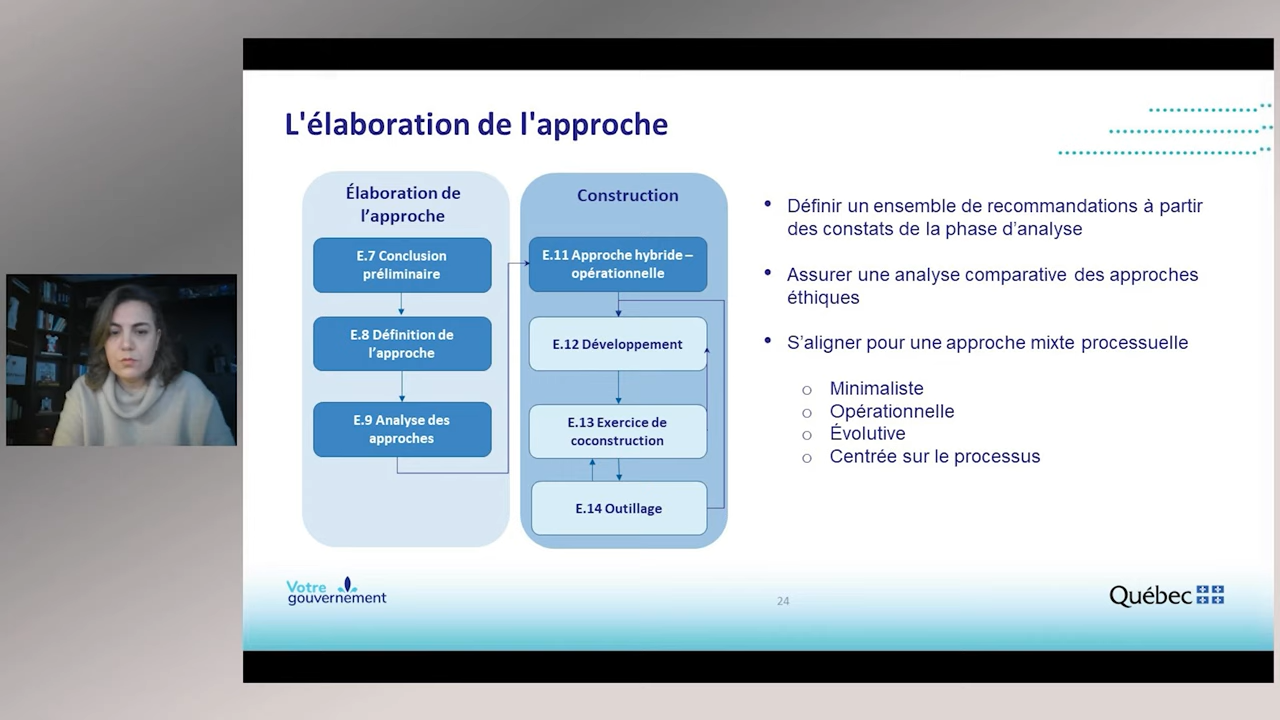 L'élaboration de l'approche
Élaboration de
l’approche
E.7 Conclusion
préliminaire
E.8 Définition de
l’approche
E.9 Analyse des
approches
Construction
E.11 Approche hybride –
opérationnelle
E.12 Développement
E.13 Exercice de
coconstruction
E.14 Outillage
• Définir un ensemble de recommandations à partir
des constats de la phase d’analyse
• Assurer une analyse comparative des approches
éthiques
• S’aligner pour une approche mixte processuelle
o Minimaliste
o Opérationnelle
o Évolutive
o Centrée sur le processus
Votre
gouvernement
24
Québec